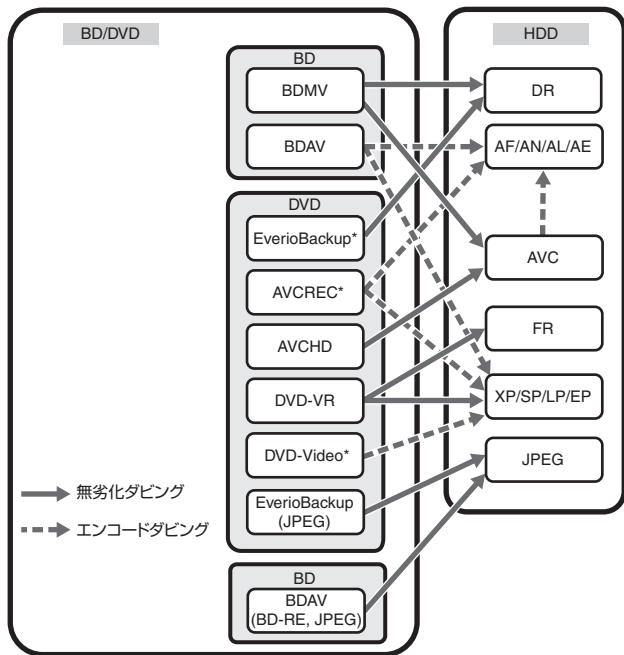 BD/DVD
HDD
BD
BDMV
BDAV
DVD
EverioBackup*
AVCREC*
AVCHD
DVD-VR
DVD-Video*
EverioBackup
(JPEG)
BD
BDAV
(BD-RE, JPEG)
DR
AF/AN/AL/AE
AVC
FR
XP/SP/LP/EP
JPEG
無劣化ダビング
エンコードダビング